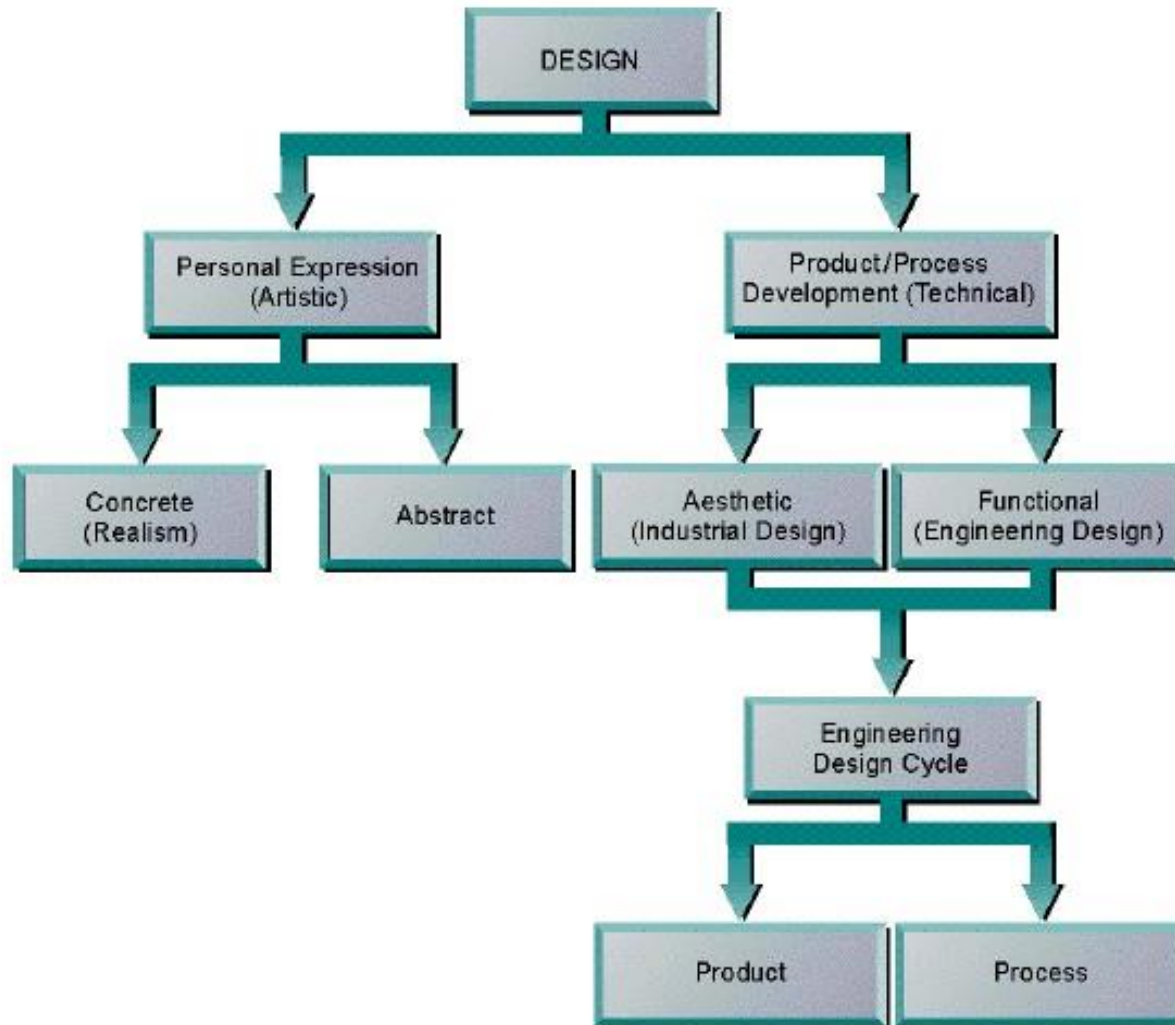 DESIGN
Personal Expression
(Artistic)
Product/Process
Development (Technical)
Concrete
(Realism)
Abstract
Aesthetic
(Industrial Design)
Functional
(Engineering Design)
Engineering
Design Cycle
Product
Process